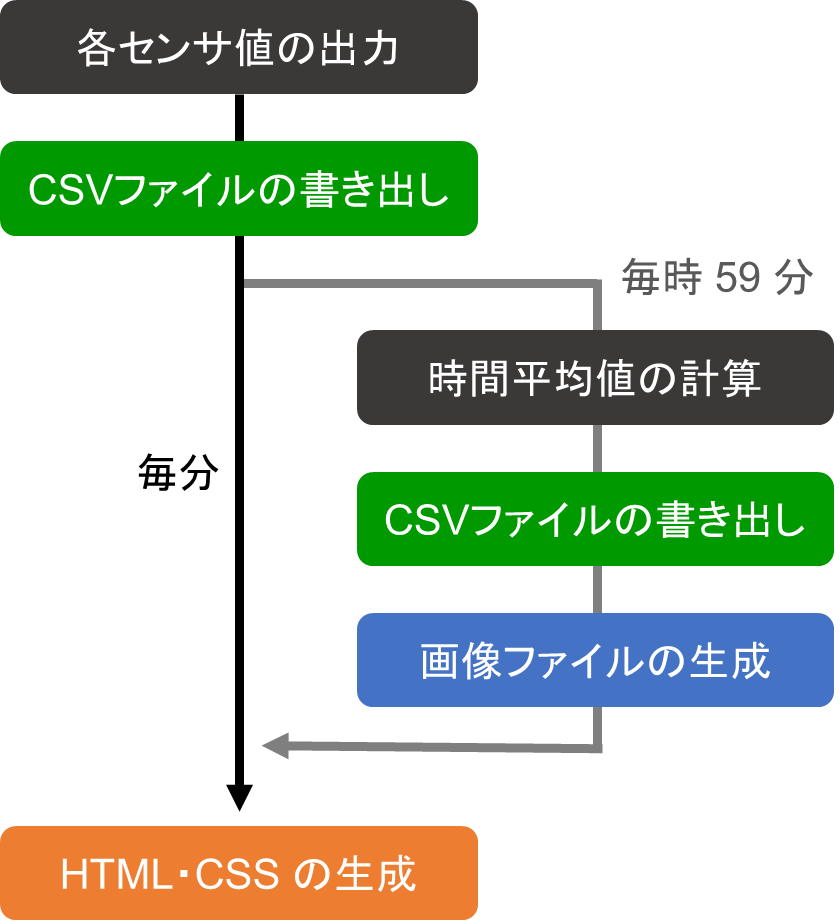 各センサ値の出力
CSVファイルの書き出し
毎時 59 分
時間平均値の計算
毎分
CSVファイルの書き出し
画像ファイルの生成
HTML・CSS の生成